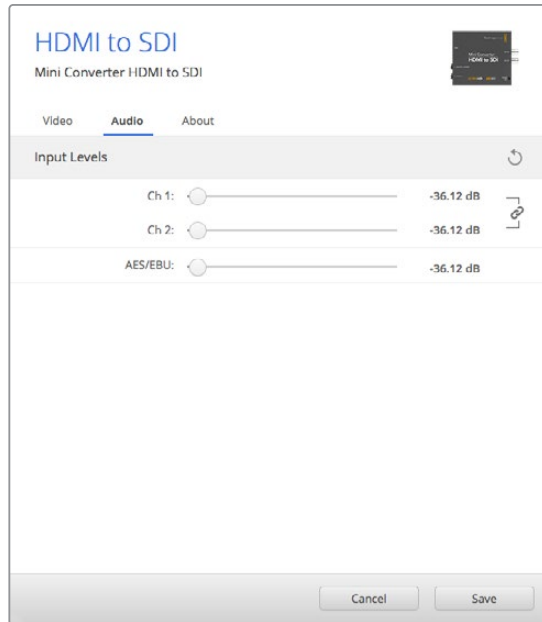 HDMI to SDI
Mini Converter HDMI to SDI
Video Audio About
Input Levels
Ch 1: -36.12 dB
Ch 2: -36.12 dB
AES/EBU: -36.12 dB
Cancel Save